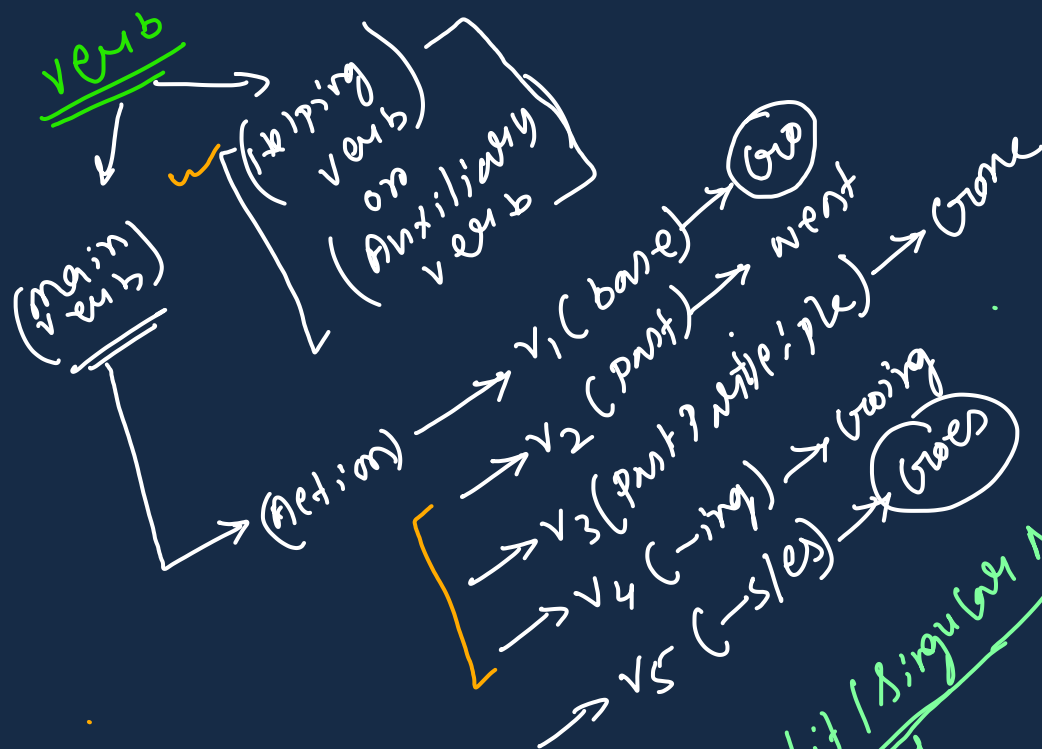 verb
(Helping
verb)
or
(Auxiliary
verb
(main
verb)
(Action)
V1 (base) → Go
V2 (past) → went
V3 (past participle) → Gone
V4 (-ing) → Going
V5 (-s/es) → Goes
/ singular